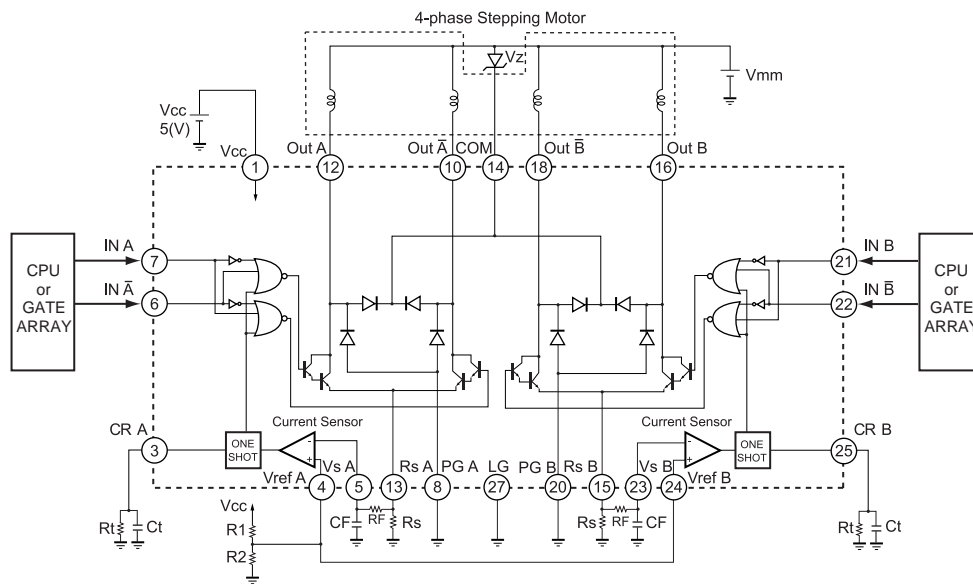 4-phase Stepping Motor
Vz
Vmm
Vcc
5(V)
Vcc
Out A
Out A̅
COM
Out B̅
Out B
1
12
10
14
18
16
CPU
or
GATE
ARRAY
IN A
7
IN A̅
6
IN B
21
IN B̅
22
CPU
or
GATE
ARRAY
CR A
3
ONE
SHOT
Current Sensor
-
+
Current Sensor
-
+
ONE
SHOT
CR B
25
Vref A
Vs A
Rs A
PG A
LG
PG B
Rs B
Vs B
Vref B
4
5
13
8
27
20
15
23
24
Rt
Ct
Vcc
R1
R2
CF
RF
Rs
Rs
RF
CF
Rt
Ct